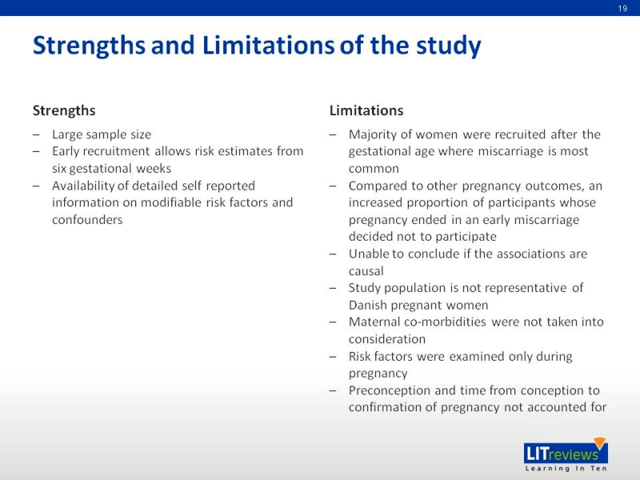 19
Strengths and Limitations of the study
Strengths
– Large sample size
– Early recruitment allows risk estimates from
six gestational weeks
– Availability of detailed self reported
information on modifiable risk factors and
confounders
Limitations
– Majority of women were recruited after the
gestational age where miscarriage is most
common
– Compared to other pregnancy outcomes, an
increased proportion of participants whose
pregnancy ended in an early miscarriage
decided not to participate
– Unable to conclude if the associations are
causal
– Study population is not representative of
Danish pregnant women
– Maternal co-morbidities were not taken into
consideration
– Risk factors were examined only during
pregnancy
– Preconception and time from conception to
confirmation of pregnancy not accounted for
LITreviews
Learning In Ten